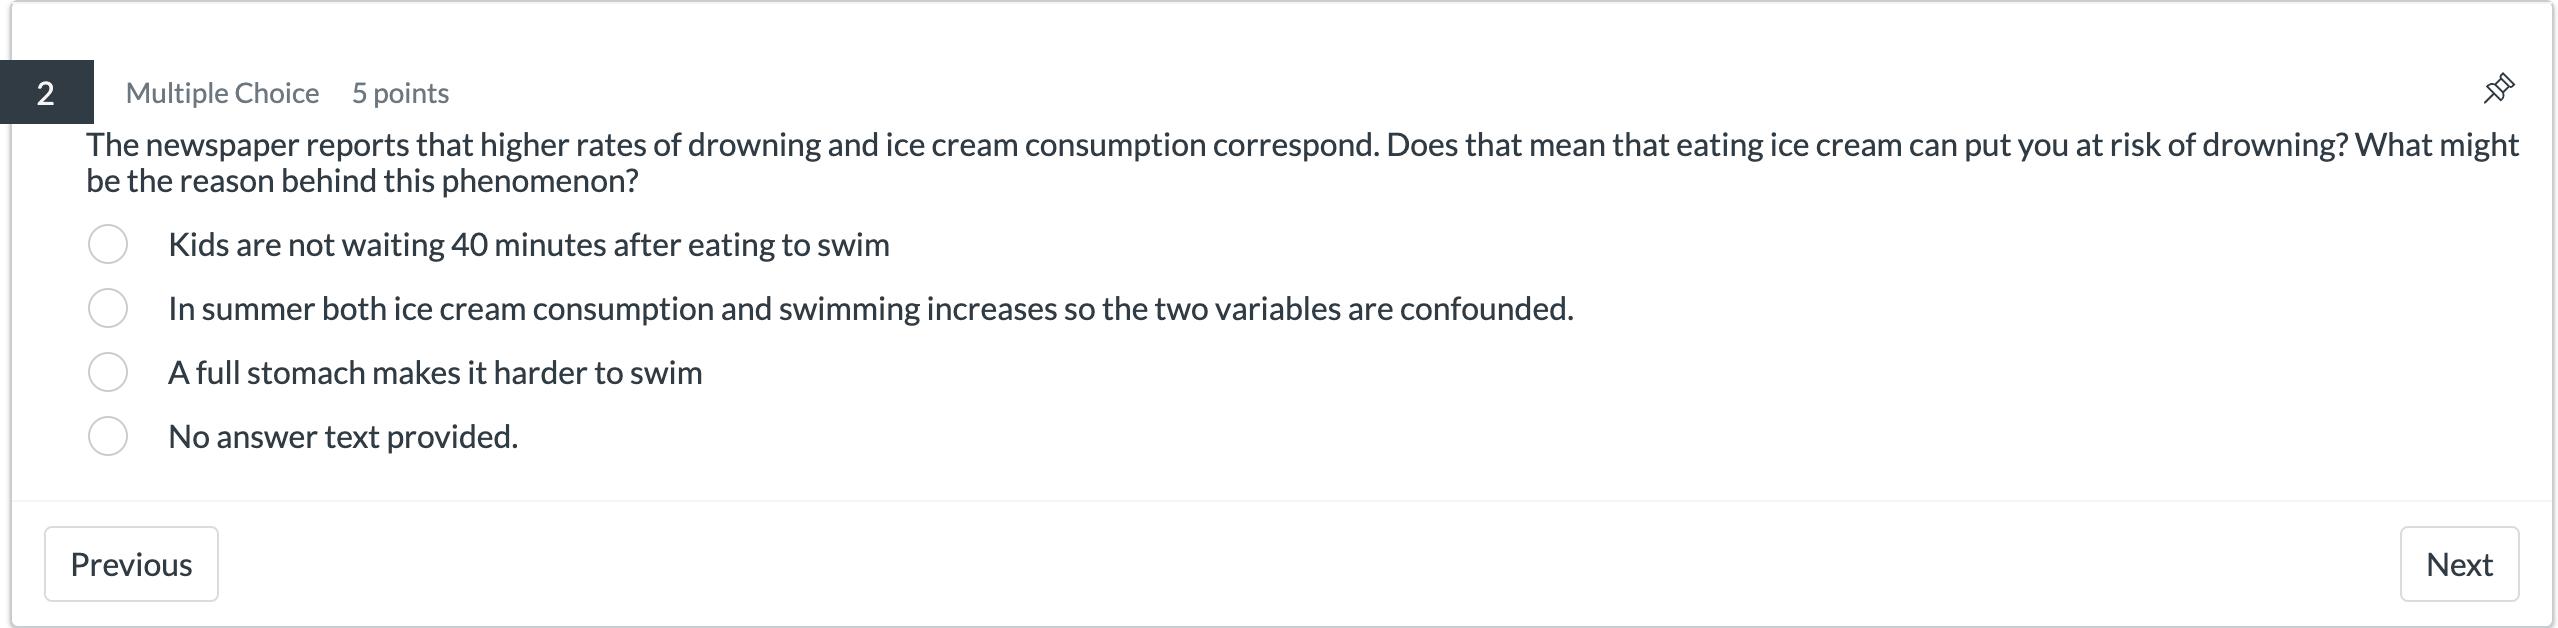 2
Multiple Choice 5 points
The newspaper reports that higher rates of drowning and ice cream consumption correspond. Does that mean that eating ice cream can put you at risk of drowning? What might
be the reason behind this phenomenon?
Kids are not waiting 40 minutes after eating to swim
In summer both ice cream consumption and swimming increases so the two variables are confounded.
A full stomach makes it harder to swim
No answer text provided.
Previous
Next